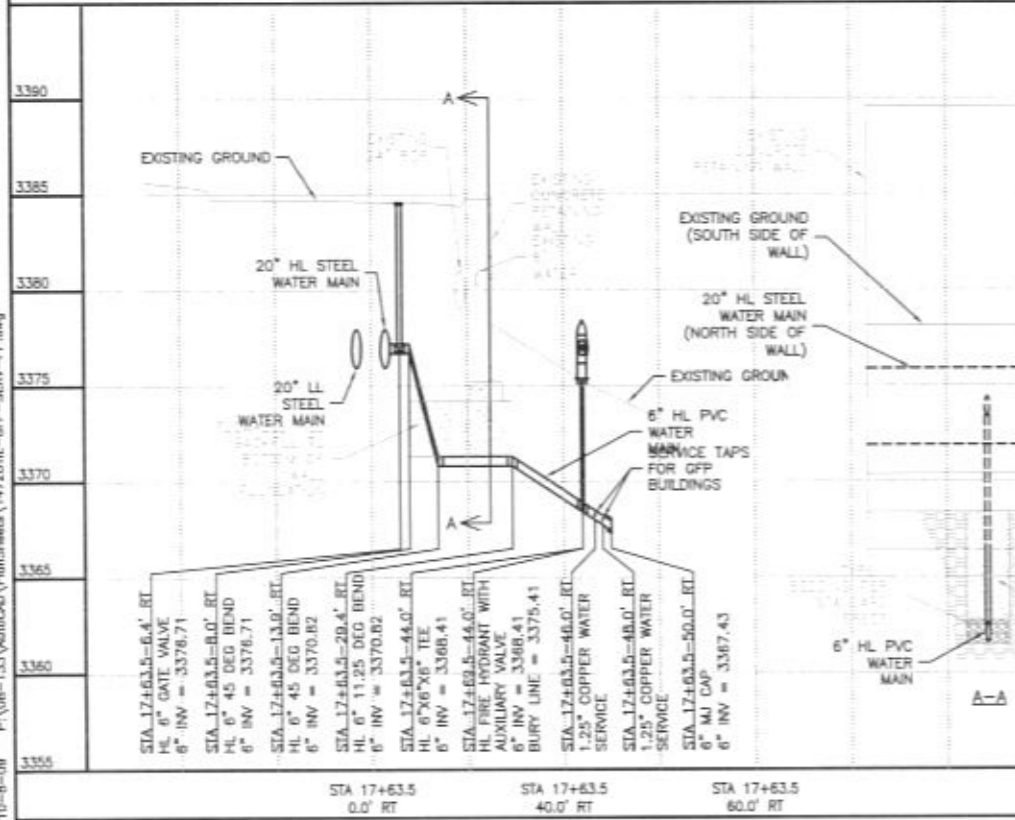 3390
3385
3380
3375
3370
3365
3360
3355
A
EXISTING GROUND
20" HL STEEL
WATER MAIN
20" LL
STEEL
WATER MAIN
A
EXISTING GROUND
(SOUTH SIDE OF
WALL)
20" HL STEEL
WATER MAIN
(NORTH SIDE OF
WALL)
EXISTING GROUN
6" HL PVC
WATER
MAIN
SERVICE TAPS
FOR GFP
BUILDINGS
6" HL PVC
WATER
MAIN
A-A
STA 17+63.5-6.4' RT
HL 6" GATE VALVE
6" INV = 3376.71
STA 17+63.5-8.0' RT
HL 6" 45 DEG BEND
6" INV = 3376.71
STA 17+63.5-13.9' RT
HL 6" 45 DEG BEND
6" INV = 3370.82
STA 17+63.5-29.4' RT
HL 6" 11.25 DEG BEND
6" INV = 3370.82
STA 17+63.5-44.0' RT
HL 6"X6"X6" TEE
6" INV = 3368.41
STA 17+69.5-44.0' RT
HL FIRE HYDRANT WITH
AUXILIARY VALVE
6" INV = 3368.41
BURY LINE = 3375.41
STA 17+63.5-46.0' RT
1.25" COPPER WATER
SERVICE
STA 17+63.5-48.0' RT
1.25" COPPER WATER
SERVICE
STA 17+63.5-50.0' RT
6" MJ CAP
6" INV = 3367.43
STA 17+63.5
0.0' RT
STA 17+63.5
40.0' RT
STA 17+63.5
60.0' RT